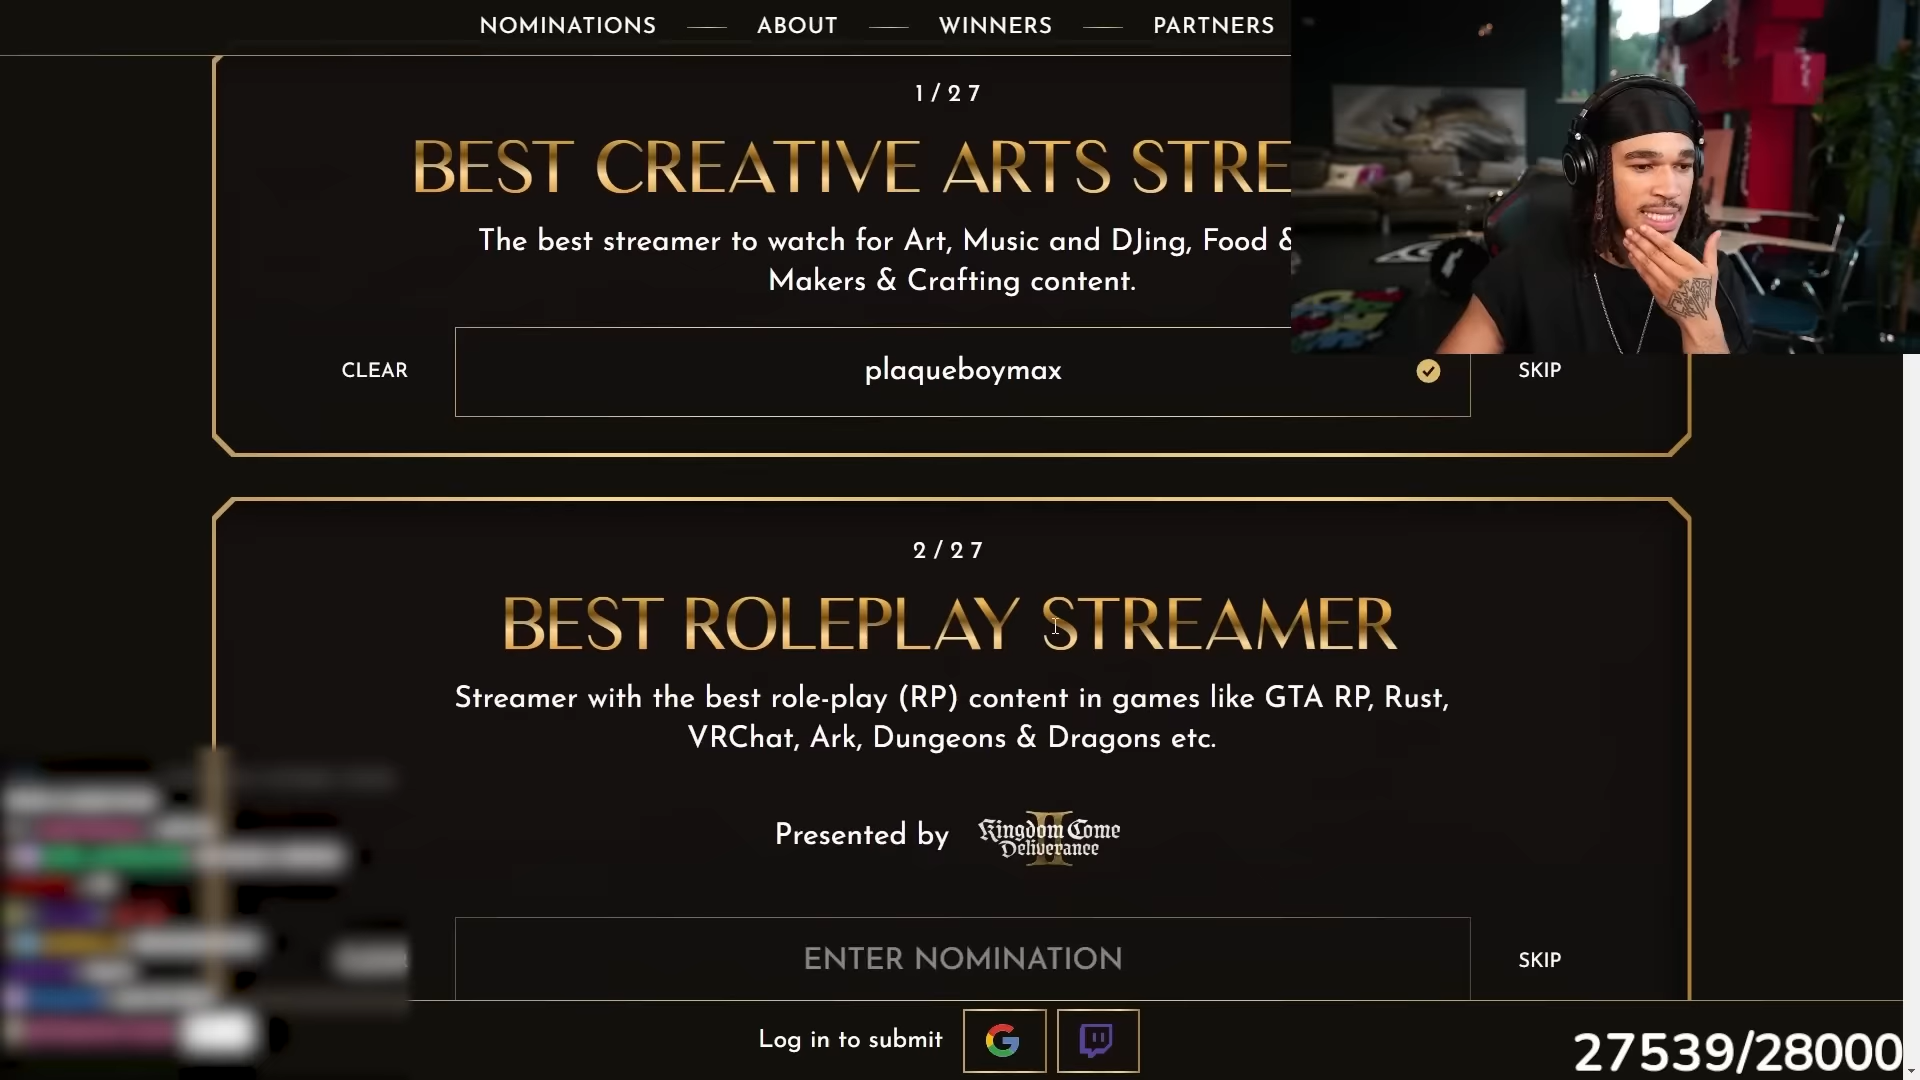 NOMINATIONS ABOUT WINNERS PARTNERS
1/27
BEST CREATIVE ARTS STRE
The best streamer to watch for Art, Music and DJing, Food &
Makers & Crafting content.
CLEAR plaqueboymax SKIP
2/27
BEST ROLEPLAY STREAMER
Streamer with the best role-play (RP) content in games like GTA RP, Rust,
VRChat, Ark, Dungeons & Dragons etc.
Presented by Kingdom Come
Deliverance
II
ENTER NOMINATION SKIP
Log in to submit
27539/28000